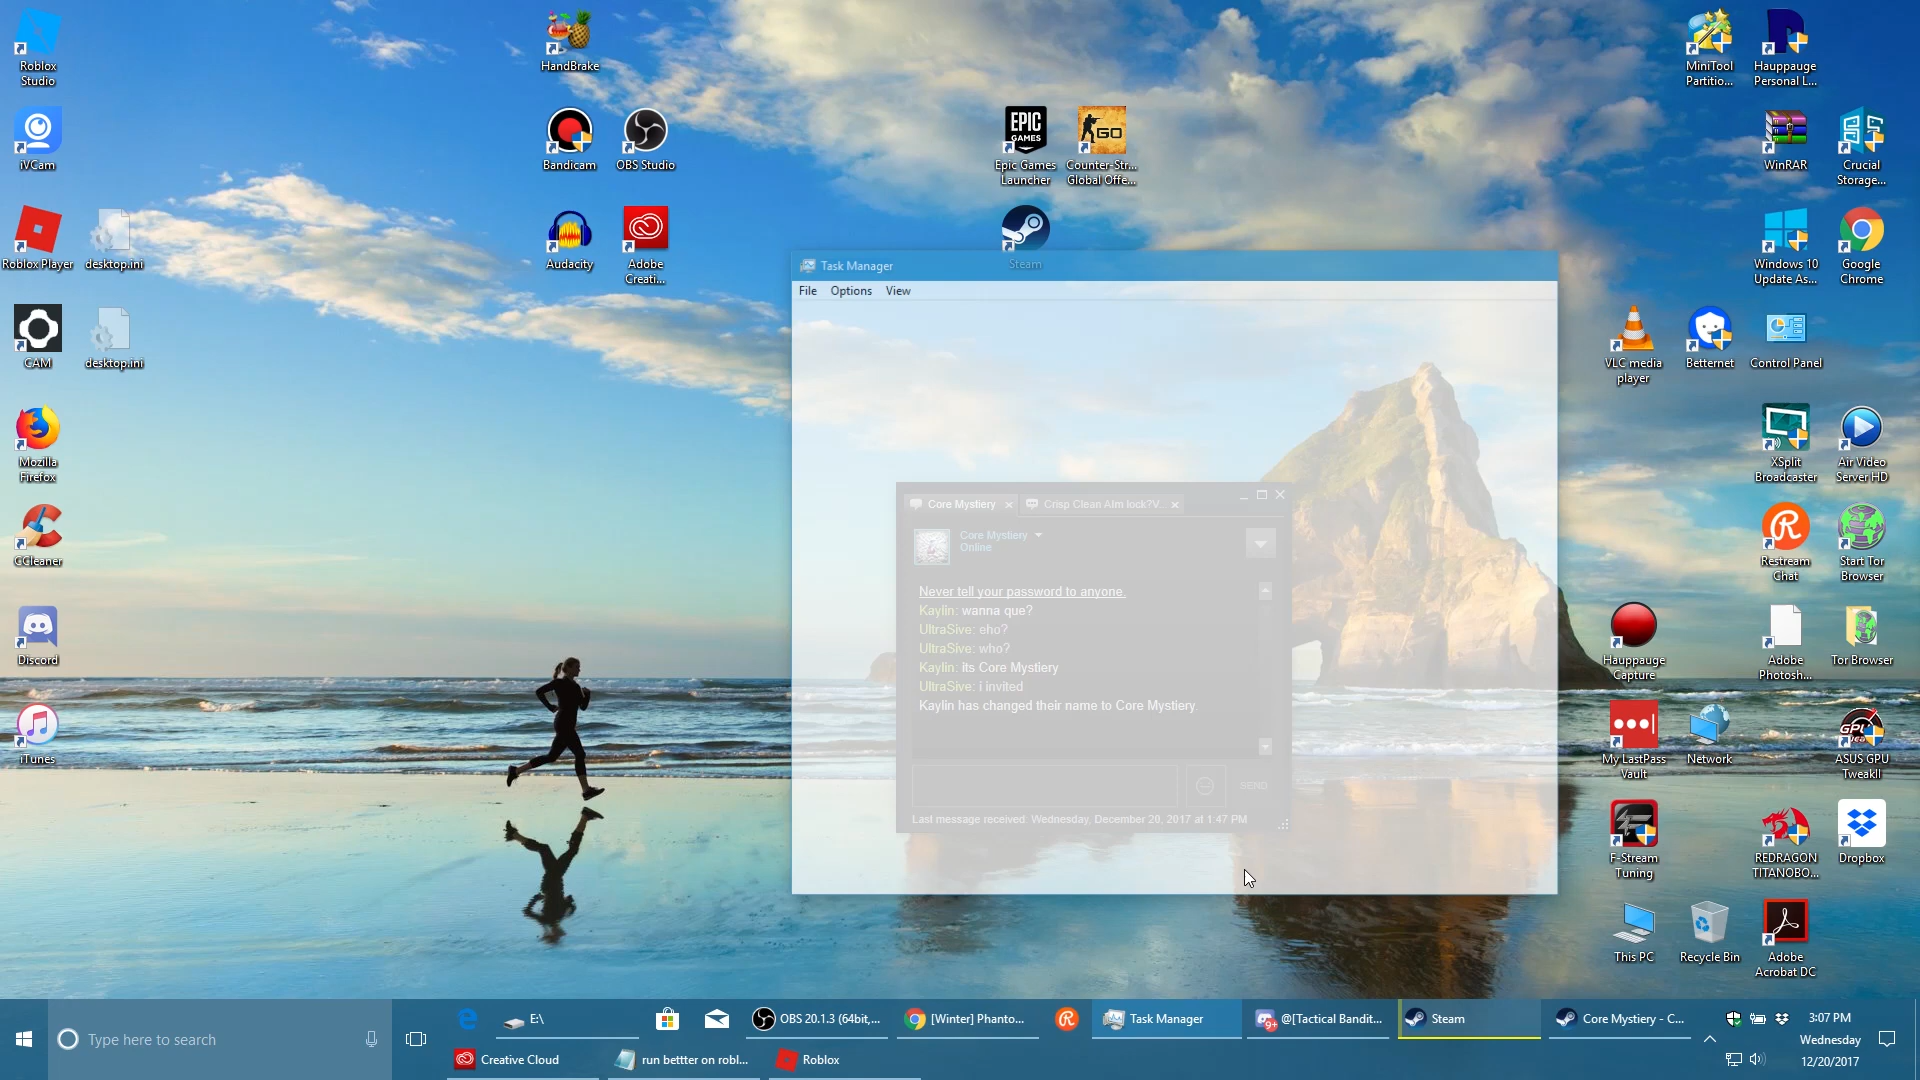 Roblox
Studio
iVCam
Roblox Player
desktop.ini
CAM
desktop.ini
Mozilla
Firefox
CCleaner
Discord
iTunes
HandBrake
Bandicam
OBS Studio
Audacity
Adobe
Creati...
EPIC
GAMES
Epic Games
Launcher
GO
Counter-Str...
Global Offe...
Steam
MiniTool
Partitio...
Hauppauge
Personal L...
WinRAR
Crucial
Storage...
Windows 10
Update As...
Google
Chrome
VLC media
player
Betternet
Control Panel
XSplit
Broadcaster
Air Video
Server HD
Restream
Chat
Start Tor
Browser
Hauppauge
Capture
Adobe
Photosh...
Tor Browser
My LastPass
Vault
Network
ASUS GPU
TweakII
F-Stream
Tuning
REDRAGON
TITANOBO...
Dropbox
This PC
Recycle Bin
Adobe
Acrobat DC
Task Manager
File Options View
Core Mystiery
Crisp Clean Alm lock?V...
Core Mystiery
Online
Never tell your password to anyone.
Kaylin: wanna que?
UltraSive: eho?
UltraSive: who?
Kaylin: its Core Mystiery
UltraSive: i invited
Kaylin has changed their name to Core Mystiery.
SEND
Last message received: Wednesday, December 20, 2017 at 1:47 PM
Type here to search
E:\
OBS 20.1.3 (64bit,...
[Winter] Phanto...
Task Manager
9+
@[Tactical Bandit...
Steam
Core Mystiery - C...
Creative Cloud
run bettter on robl...
Roblox
3:07 PM
Wednesday
12/20/2017